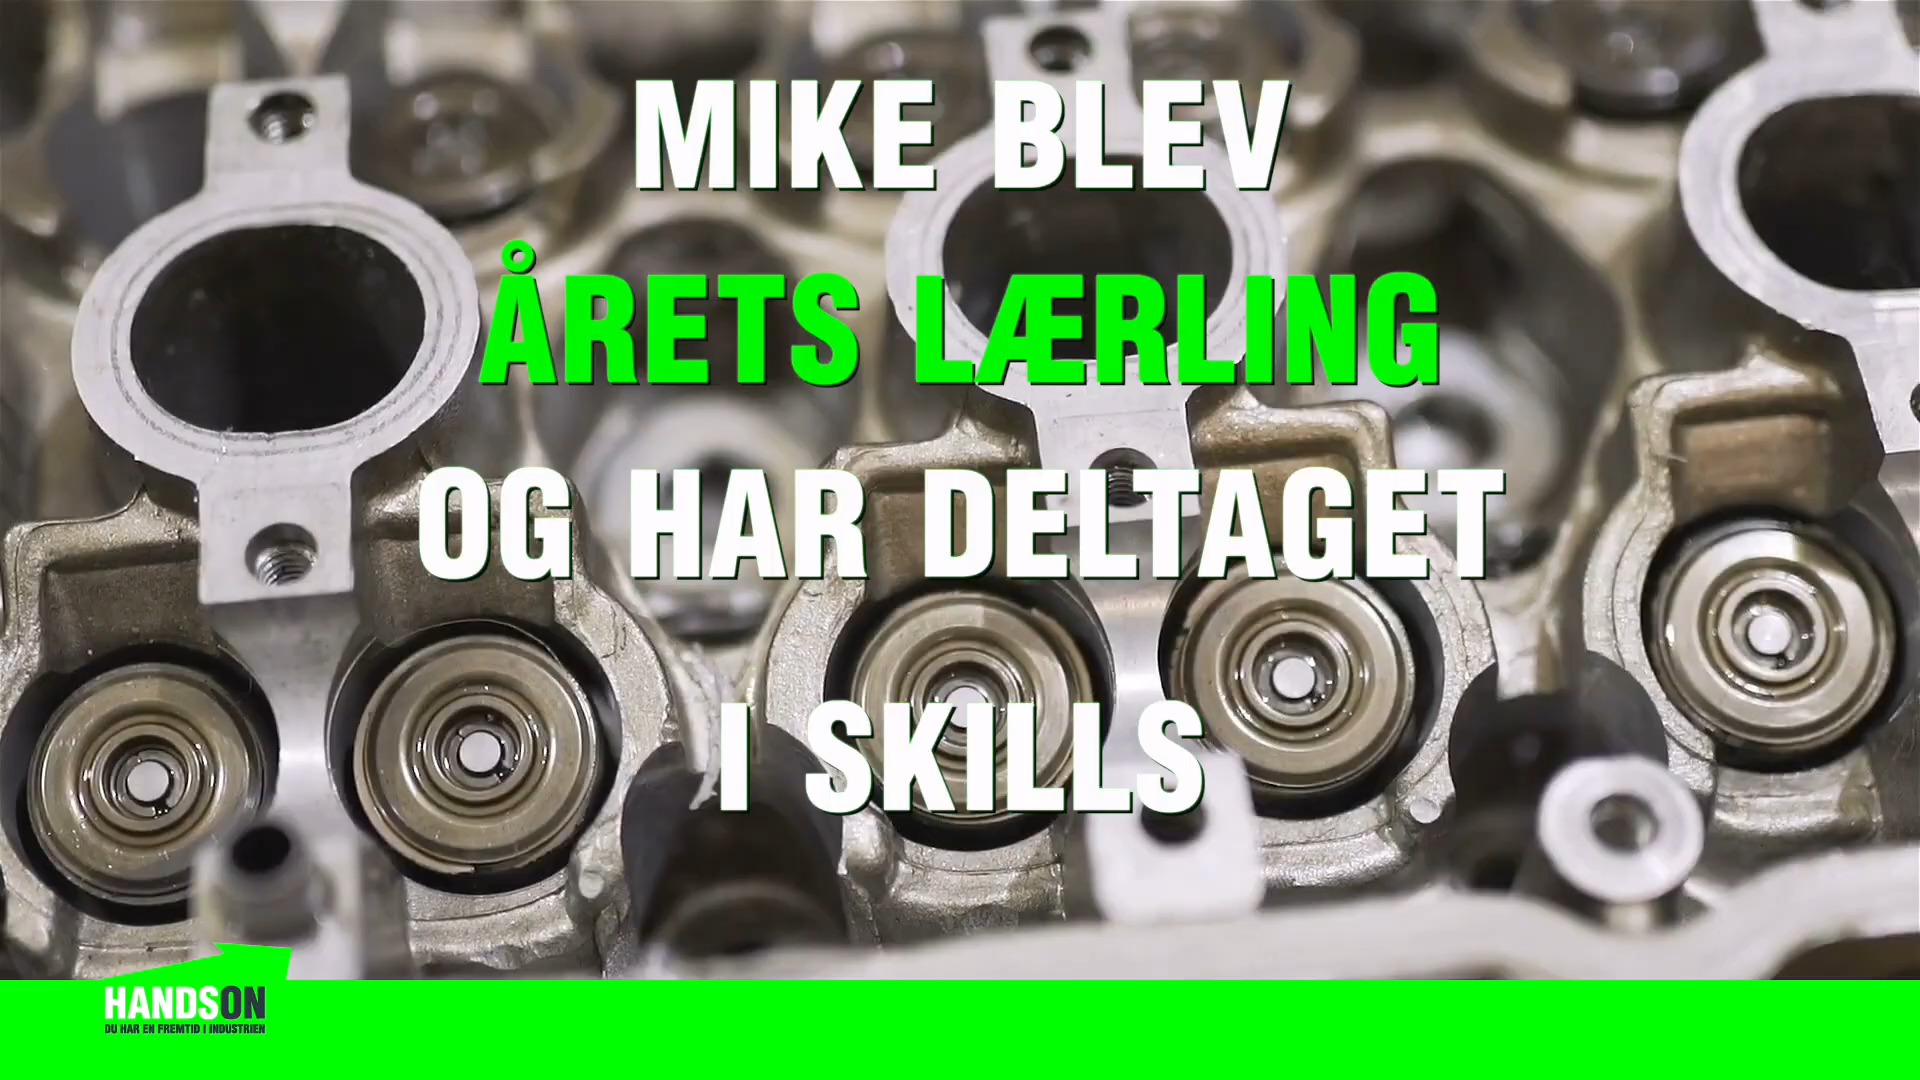 MIKE BLEV
ÅRETS LÆRLING
OG HAR DELTAGET
I SKILLS
HANDSON
DU HAR EN FREMTID I INDUSTRIEN